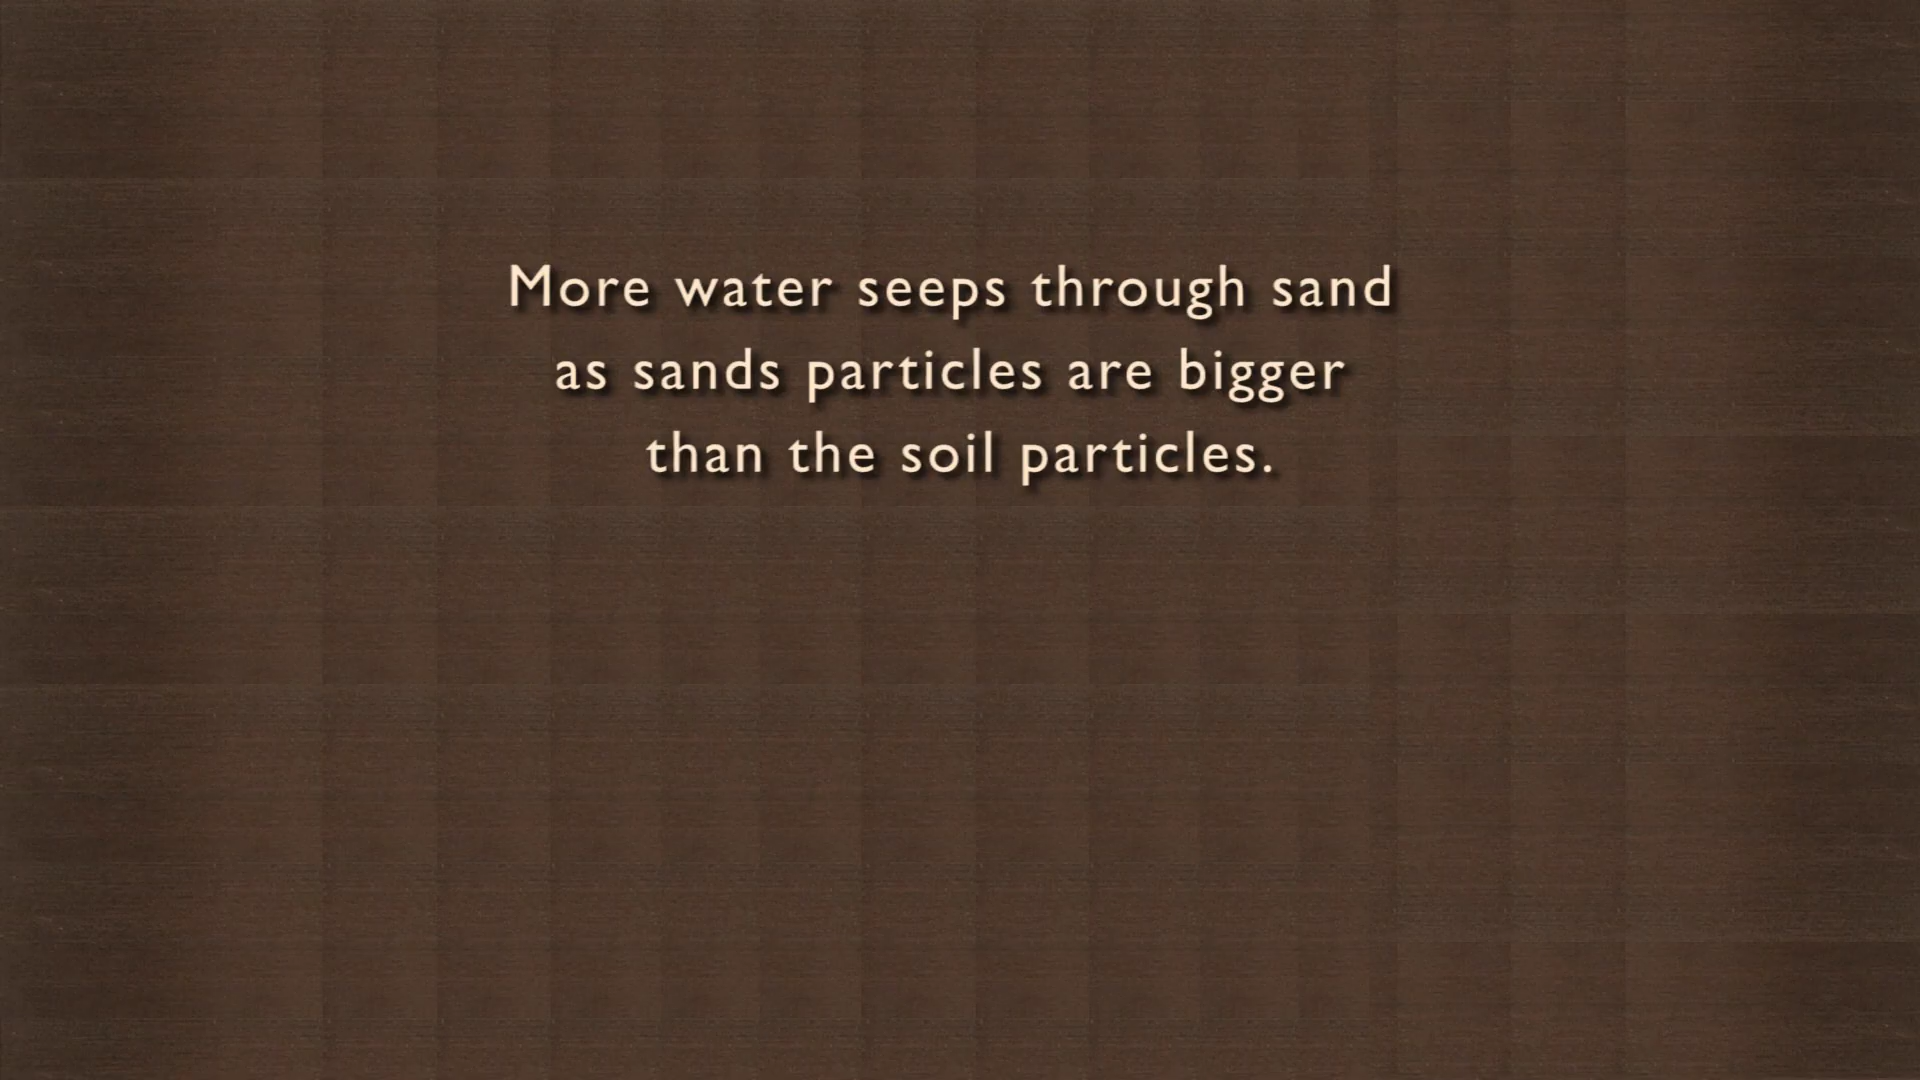 More water seeps through sand
as sands particles are bigger
than the soil particles.